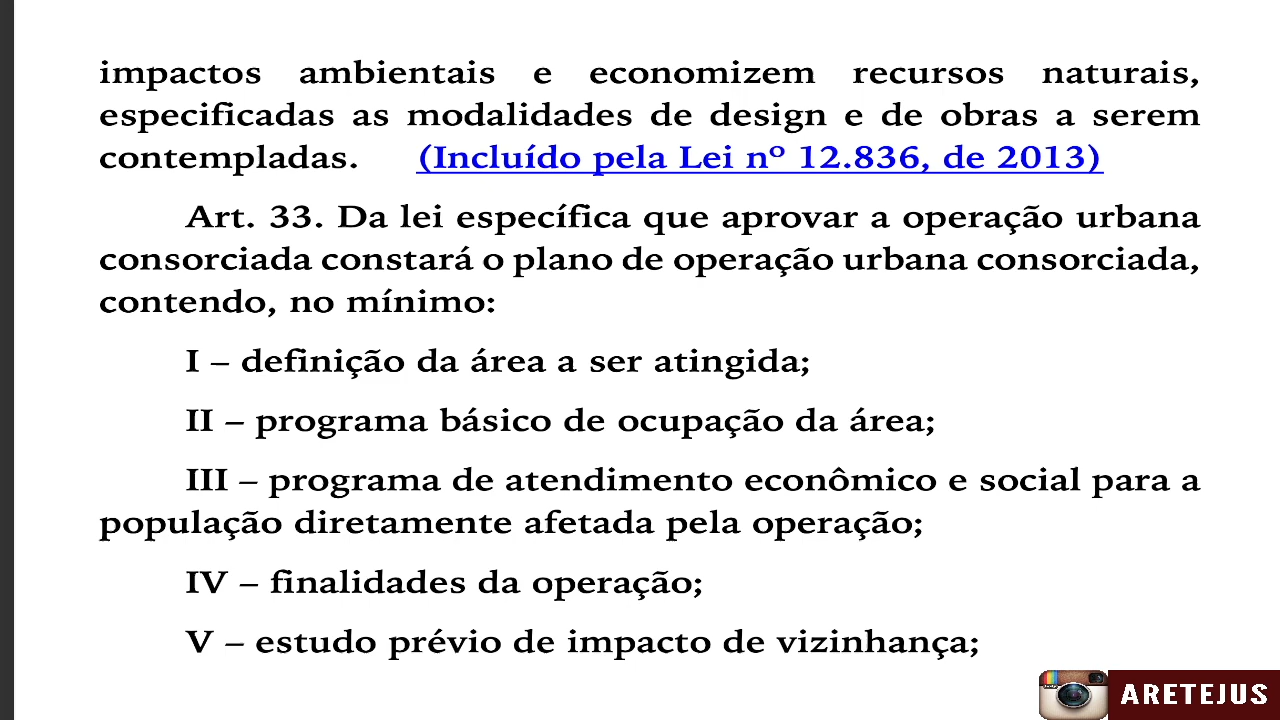 impactos ambientais e economizem recursos naturais,
especificadas as modalidades de design e de obras a serem
contempladas. (Incluído pela Lei nº 12.836, de 2013)
Art. 33. Da lei específica que aprovar a operação urbana
consorciada constará o plano de operação urbana consorciada,
contendo, no mínimo:
I – definição da área a ser atingida;
II – programa básico de ocupação da área;
III – programa de atendimento econômico e social para a
população diretamente afetada pela operação;
IV – finalidades da operação;
V – estudo prévio de impacto de vizinhança;
ARETEJUS